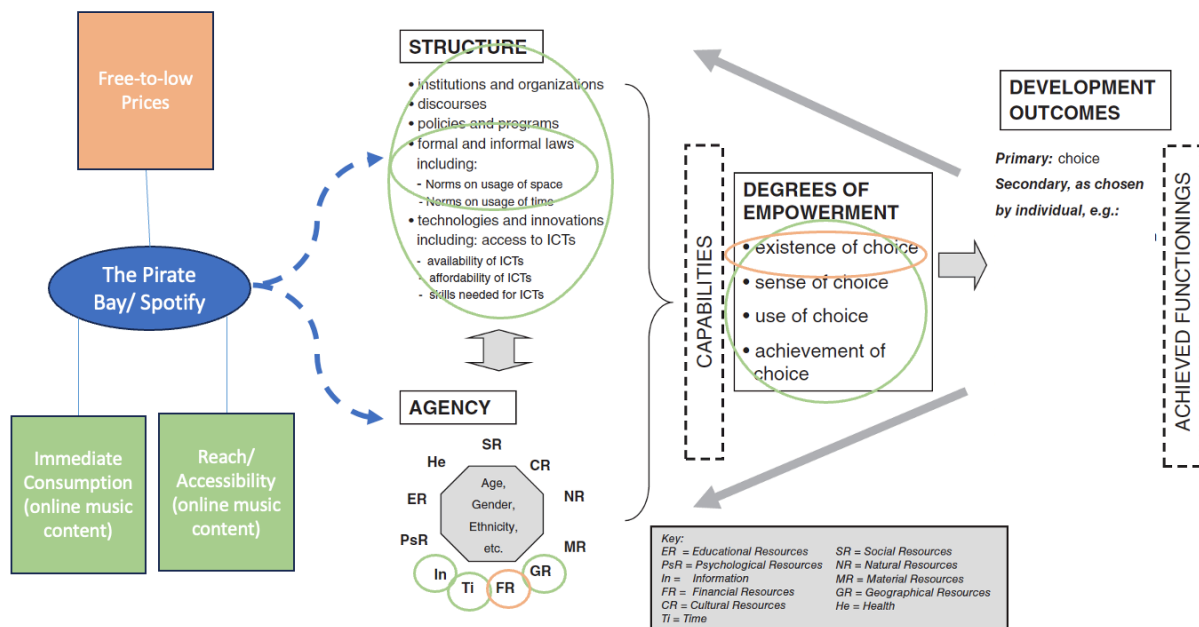 Free-to-low
Prices
The Pirate
Bay/ Spotify
Immediate
Consumption
(online music
content)
Reach/
Accessibility
(online music
content)
STRUCTURE
• institutions and organizations
• discourses
• policies and programs
• formal and informal laws
including:
- Norms on usage of space
- Norms on usage of time
• technologies and innovations
including: access to ICTs
- availability of ICTs
- affordability of ICTs
- skills needed for ICTs
AGENCY
SR
He
CR
ER
NR
PsR
MR
In
Ti
FR
GR
Age,
Gender,
Ethnicity,
etc.
CAPABILITIES
DEGREES OF
EMPOWERMENT
• existence of choice
• sense of choice
• use of choice
• achievement of
choice
DEVELOPMENT
OUTCOMES
Primary: choice
Secondary, as chosen
by individual, e.g.:
ACHIEVED FUNCTIONINGS
Key:
ER = Educational Resources
PsR = Psychological Resources
In = Information
FR = Financial Resources
CR = Cultural Resources
Ti = Time
SR = Social Resources
NR = Natural Resources
MR = Material Resources
GR = Geographical Resources
He = Health